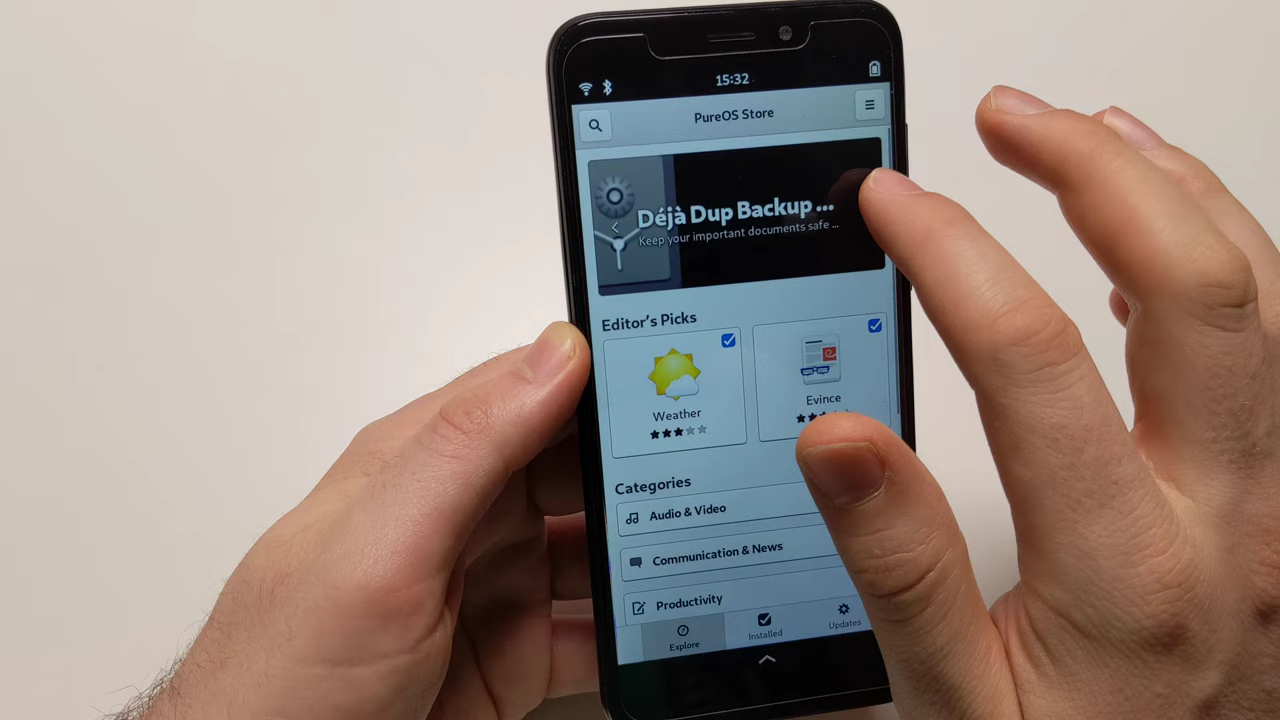 15:32
PureOS Store
Déjà Dup Backup ...
Keep your important documents safe ...
Editor's Picks
Weather
Evince
Categories
Audio & Video
Communication & News
Productivity
Explore
Installed
Updates